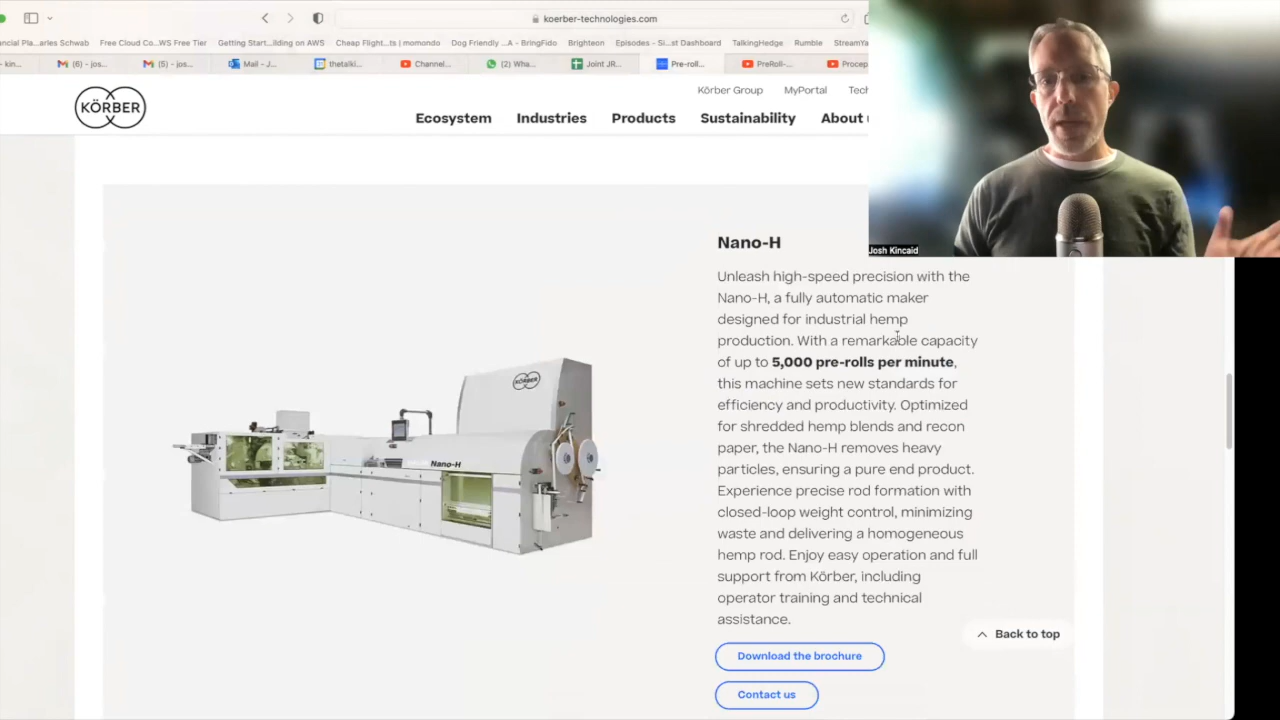 koerber-technologies.com
ncial Pla...arles Schwab
Free Cloud Co...WS Free Tier
Getting Start...ilding on AWS
Cheap Flight...ts | momondo
Dog Friendly ...A - BringFido
Brighteon
Episodes - Si...st Dashboard
TalkingHedge
Rumble
StreamYa
- kin...
(6) - jos...
(5) - jos...
Mail - J...
thetalki...
Channel...
(2) Wha...
Joint JR...
Pre-roll...
PreRoll-...
Procep
KÖRBER
Körber Group
MyPortal
Tech
Ecosystem
Industries
Products
Sustainability
About u
Josh Kincaid
Nano-H
Unleash high-speed precision with the
Nano-H, a fully automatic maker
designed for industrial hemp
production. With a remarkable capacity
of up to 5,000 pre-rolls per minute,
this machine sets new standards for
efficiency and productivity. Optimized
for shredded hemp blends and recon
paper, the Nano-H removes heavy
particles, ensuring a pure end product.
Experience precise rod formation with
closed-loop weight control, minimizing
waste and delivering a homogeneous
hemp rod. Enjoy easy operation and full
support from Körber, including
operator training and technical
assistance.
KÖRBER
Nano-H
Back to top
Download the brochure
Contact us